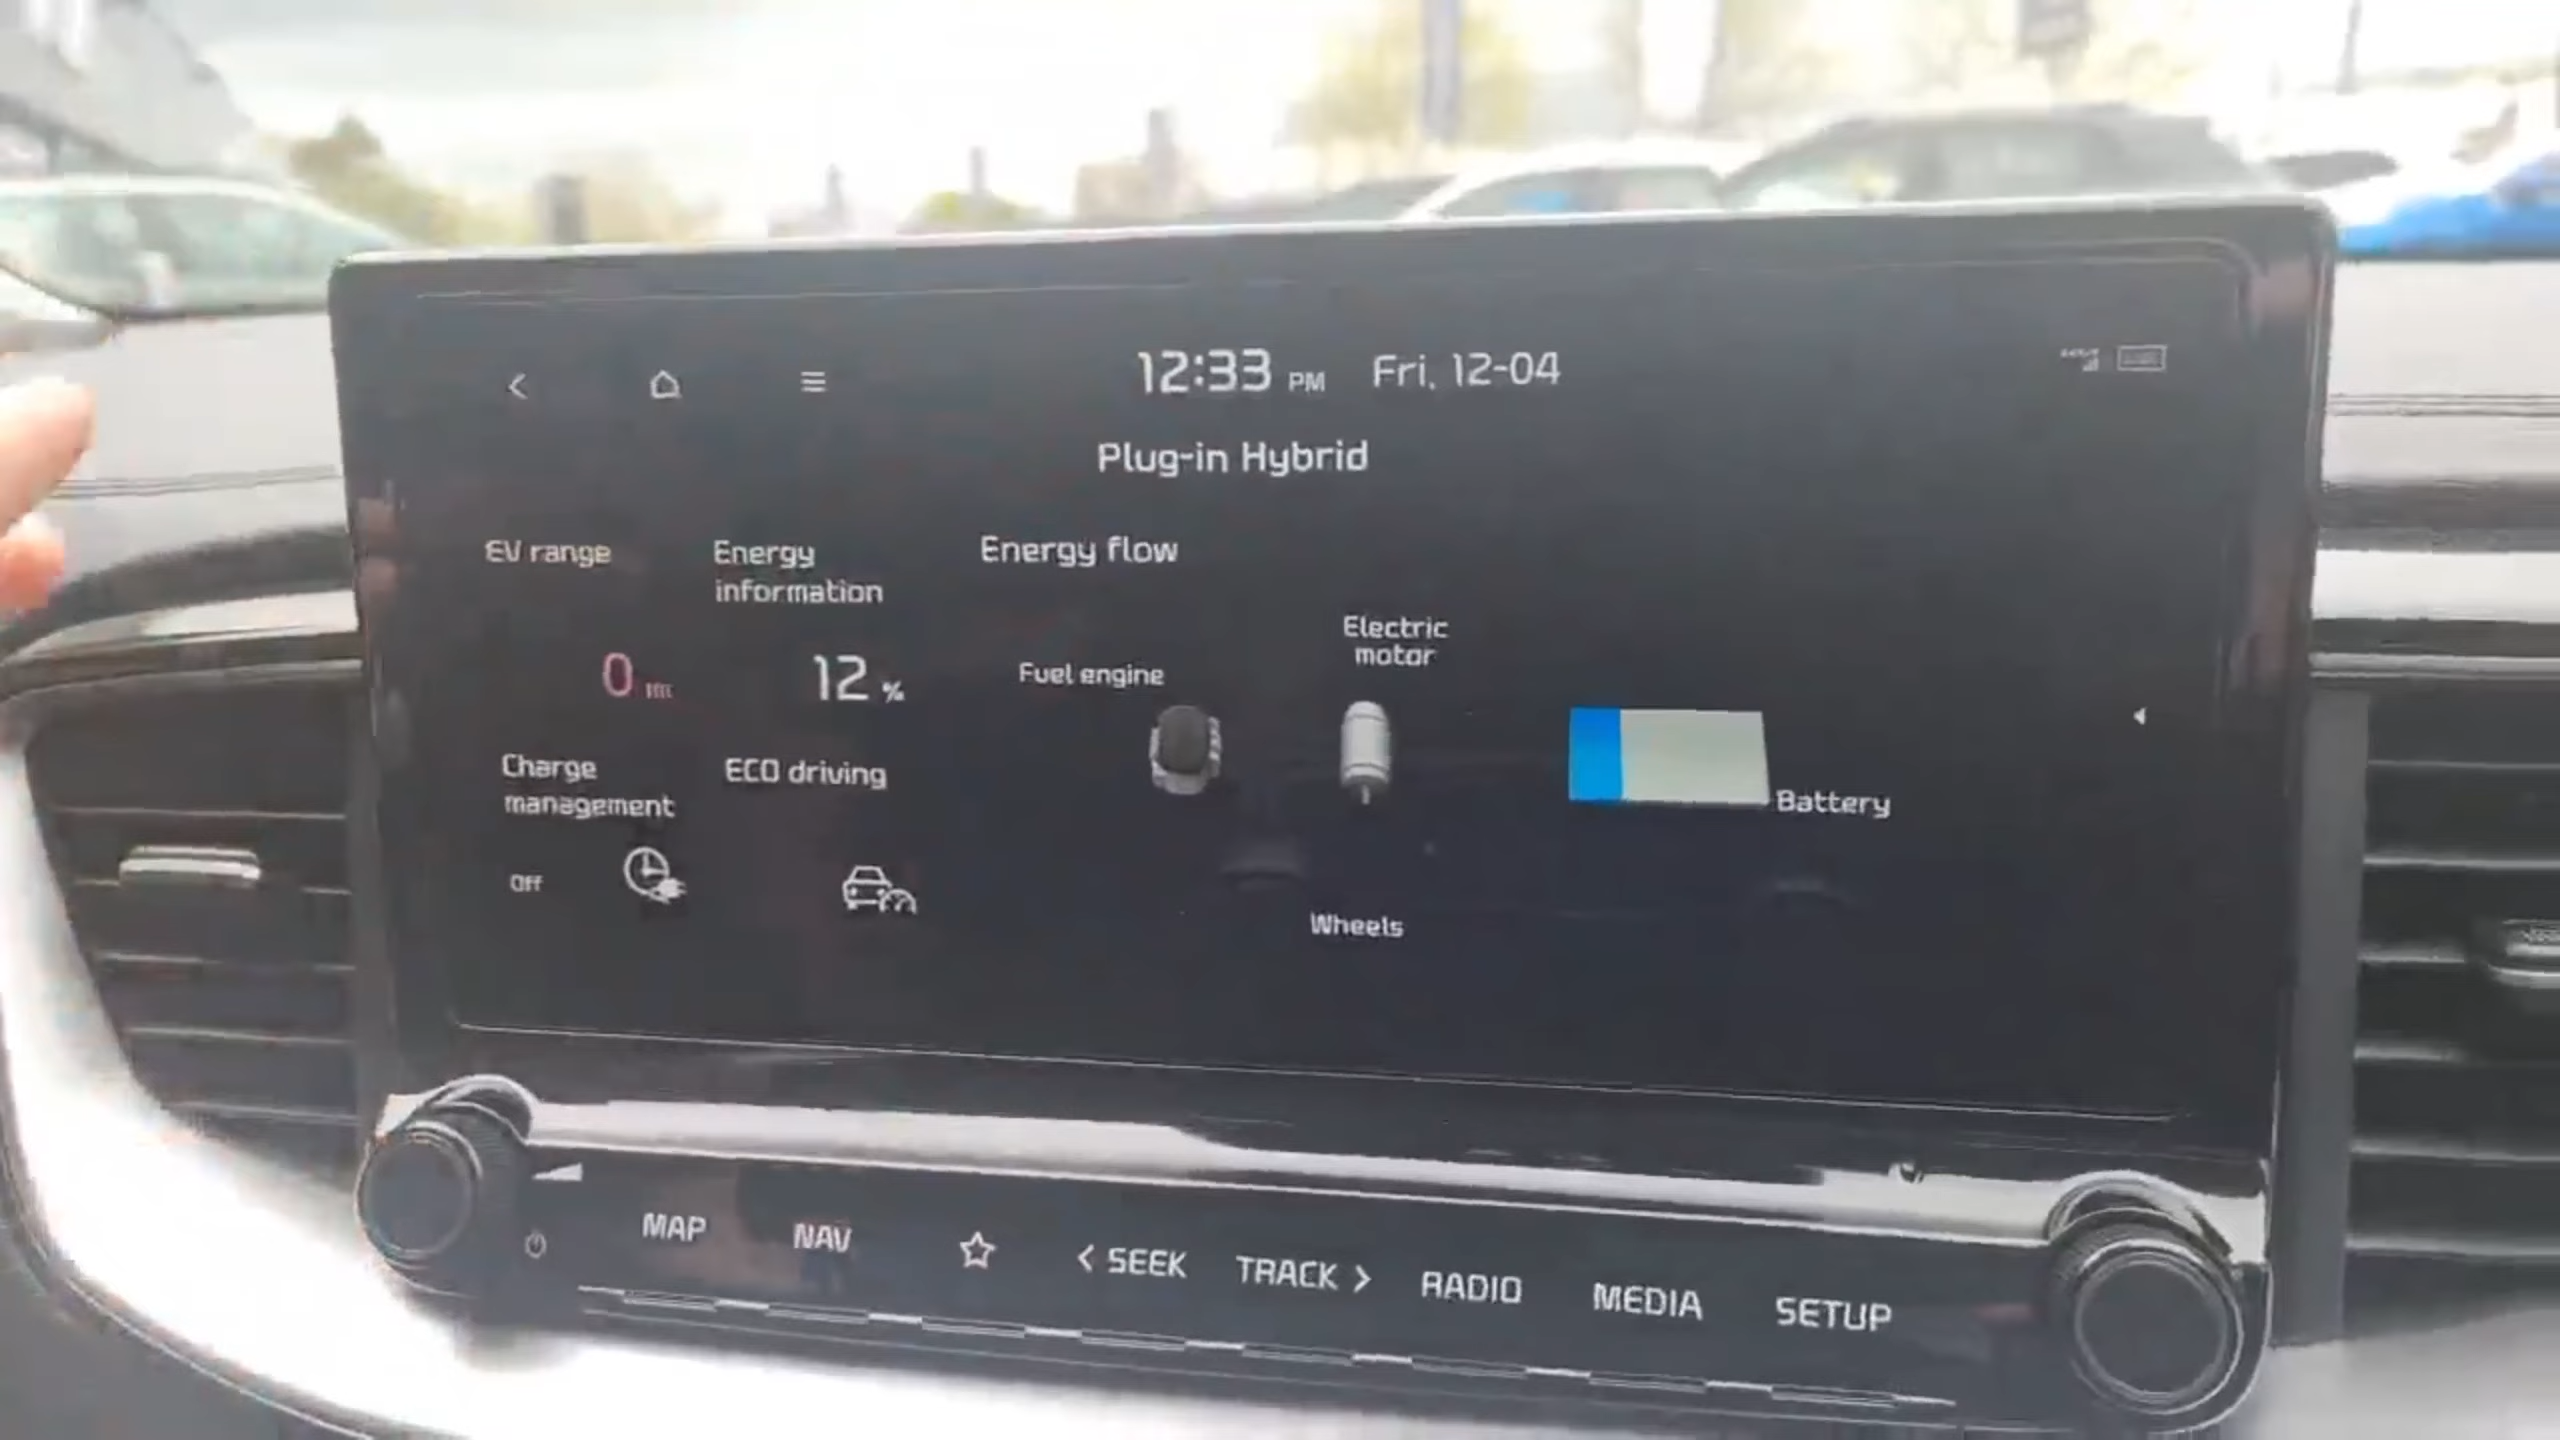 12:33 PM Fri, 12-04
Plug-in Hybrid
EV range
Energy
information
Energy flow
0
12 %
Fuel engine
Electric
motor
Charge
management
ECO driving
Battery
Off
Wheels
MAP
NAV
< SEEK
TRACK >
RADIO
MEDIA
SETUP